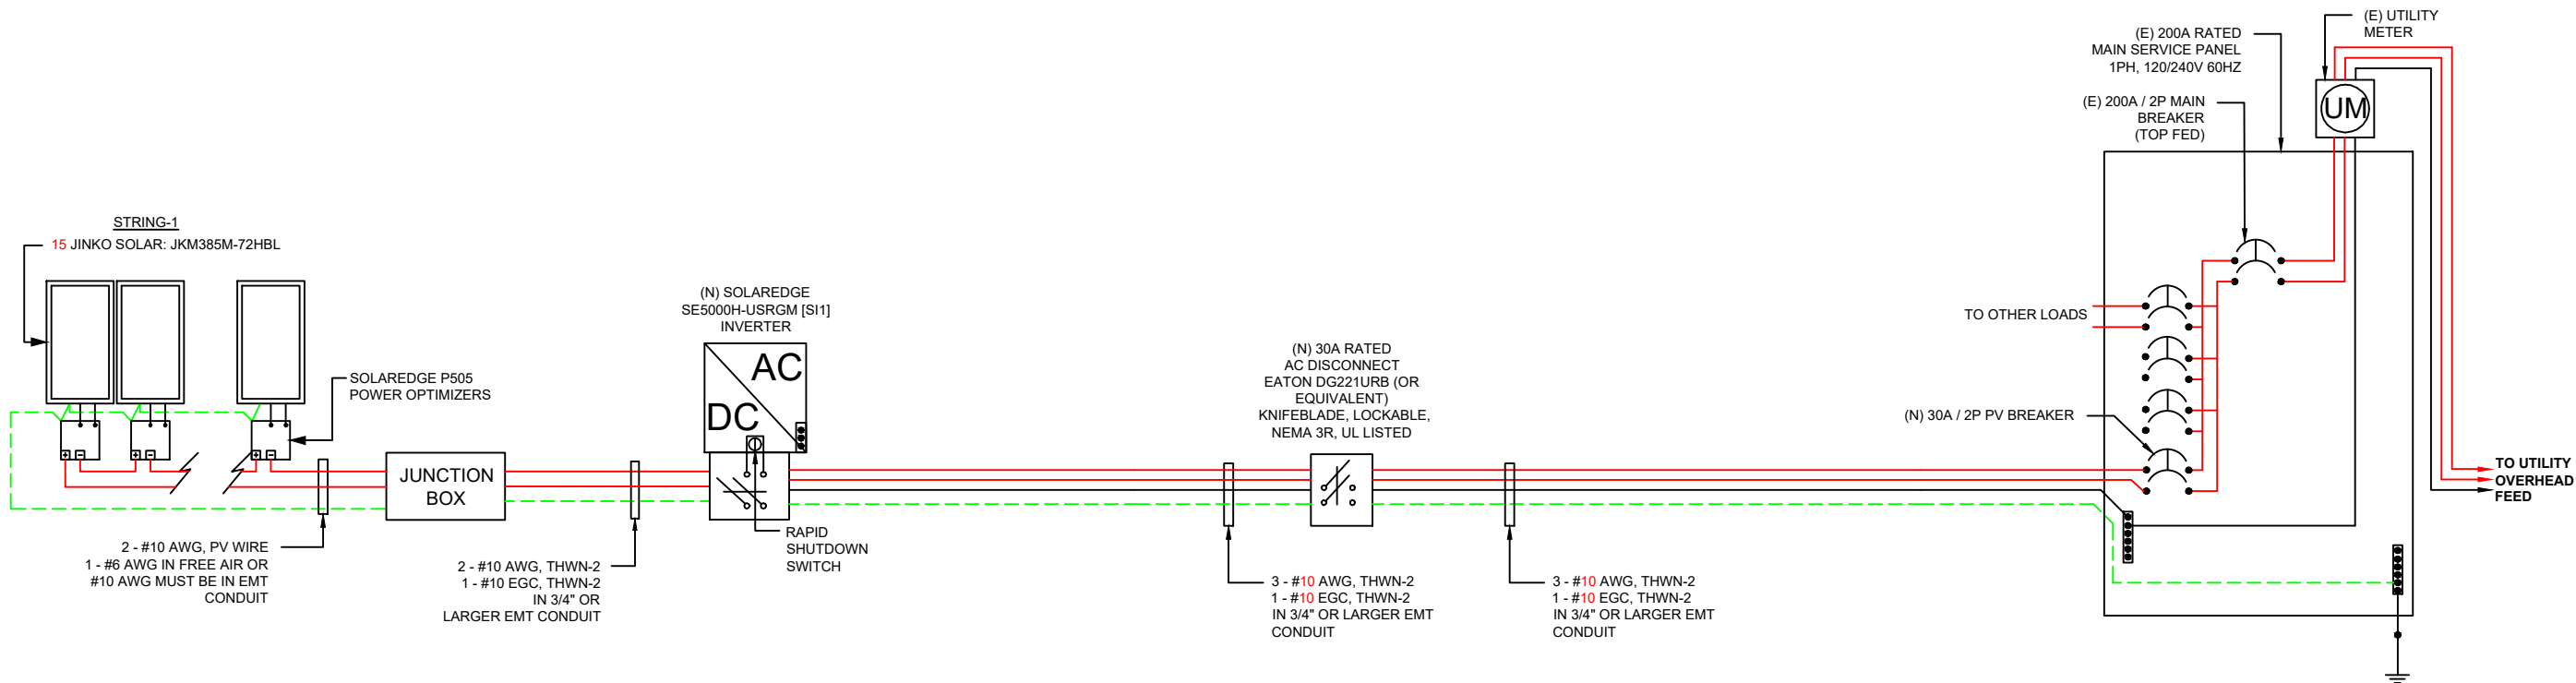 STRING-1
15 JINKO SOLAR: JKM385M-72HBL
SOLAREDGE P505
POWER OPTIMIZERS
+ -
+ -
+ -
JUNCTION
BOX
2 - #10 AWG, PV WIRE
1 - #6 AWG IN FREE AIR OR
#10 AWG MUST BE IN EMT
CONDUIT
2 - #10 AWG, THWN-2
1 - #10 EGC, THWN-2
IN 3/4" OR
LARGER EMT CONDUIT
(N) SOLAREDGE
SE5000H-USRGM [SI1]
INVERTER
AC
DC
RAPID
SHUTDOWN
SWITCH
(N) 30A RATED
AC DISCONNECT
EATON DG221URB (OR
EQUIVALENT)
KNIFEBLADE, LOCKABLE,
NEMA 3R, UL LISTED
3 - #10 AWG, THWN-2
1 - #10 EGC, THWN-2
IN 3/4" OR LARGER EMT
CONDUIT
3 - #10 AWG, THWN-2
1 - #10 EGC, THWN-2
IN 3/4" OR LARGER EMT
CONDUIT
(E) UTILITY
METER
(E) 200A RATED
MAIN SERVICE PANEL
1PH, 120/240V 60HZ
(E) 200A / 2P MAIN
BREAKER
(TOP FED)
UM
TO OTHER LOADS
(N) 30A / 2P PV BREAKER
TO UTILITY
OVERHEAD
FEED